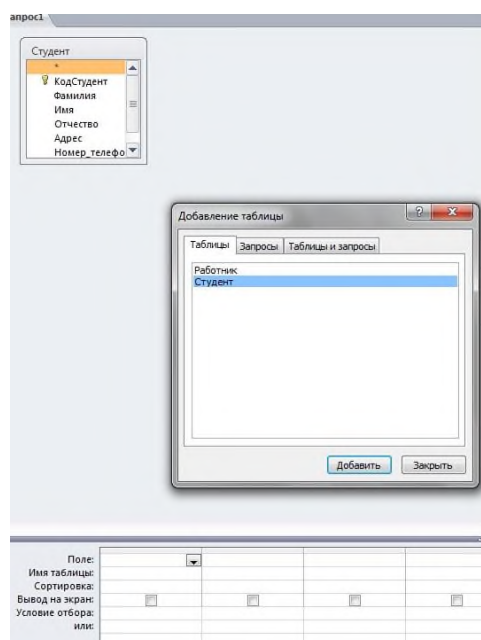 апрос1
Студент
*
КодСтудент
Фамилия
Имя
Отчество
Адрес
Номер_телефо
Добавление таблицы
Таблицы Запросы Таблицы и запросы
Работник
Студент
Добавить Закрыть
Поле:
Имя таблицы:
Сортировка:
Вывод на экран:
Условие отбора:
или: